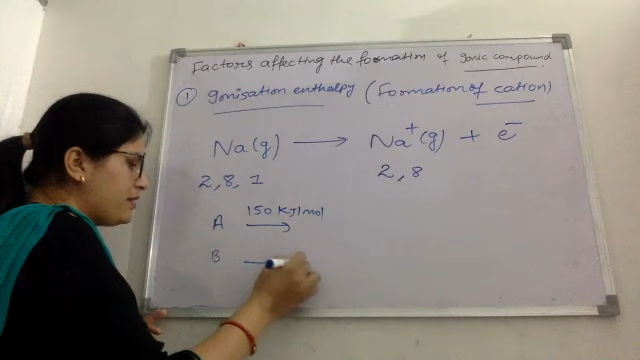 Factors affecting the formation of Ionic compound
① Ionisation enthalpy (Formation of cation)
Na(g) ⟶ Na⁺(g) + e⁻
2, 8, 1 2, 8
A 150 KJ/mol ⟶
B